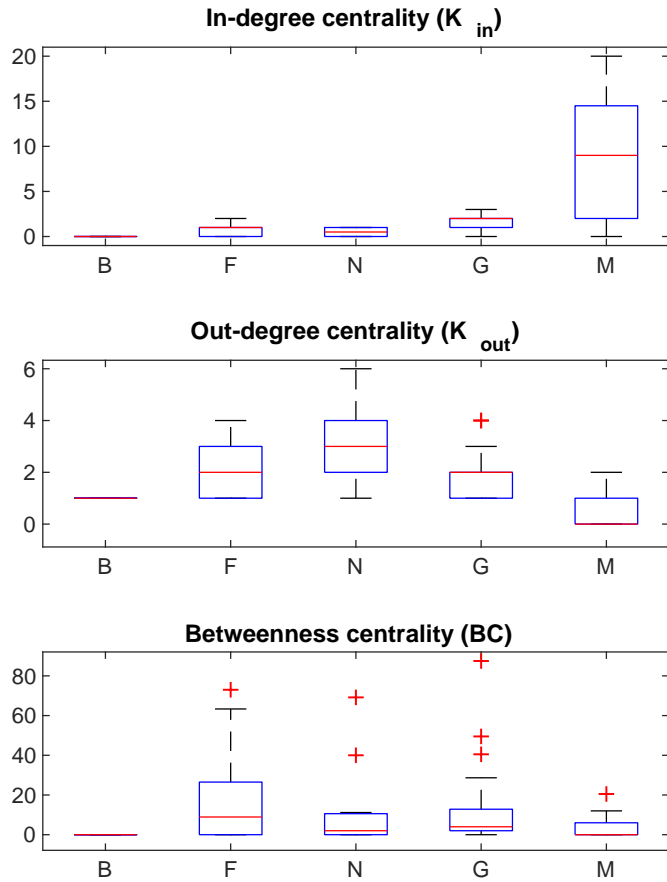 In-degree centrality (K in)
20
15
10
5
0
B F N G M
Out-degree centrality (K out)
6
4
2
0
B F N G M
Betweenness centrality (BC)
80
60
40
20
0
B F N G M